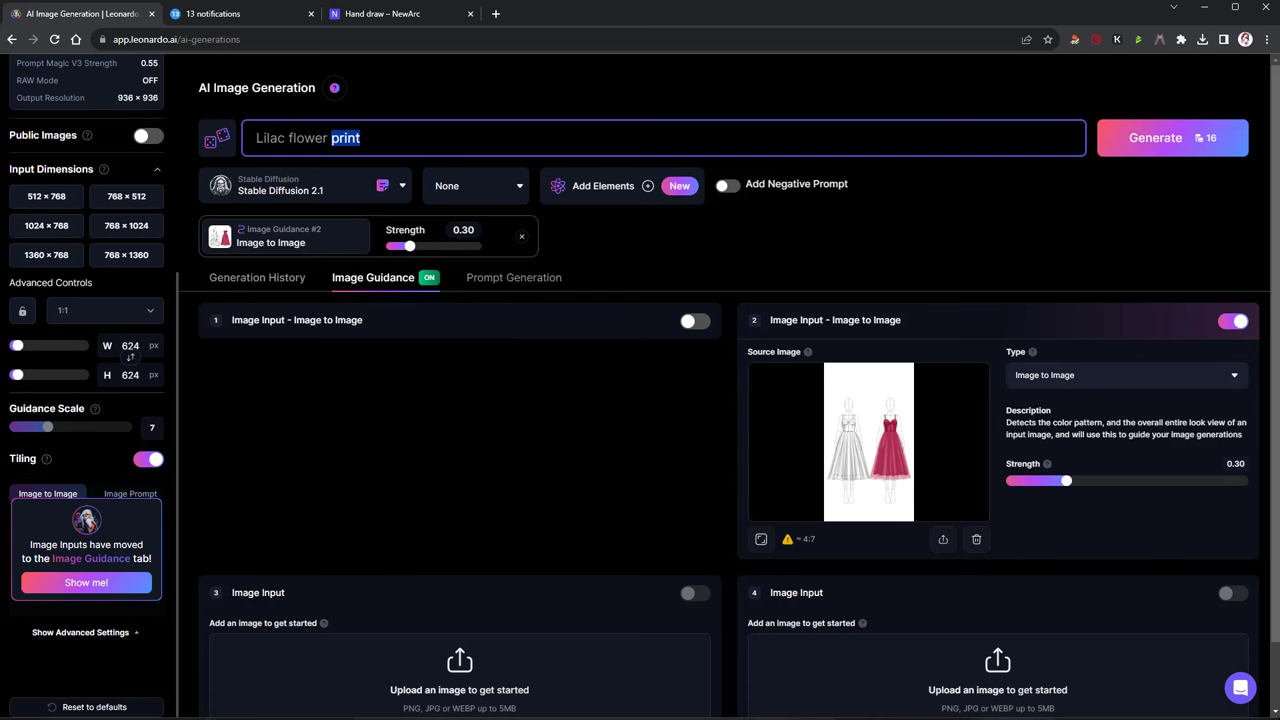 AI Image Generation | Leonardo
13 notifications
Hand draw – NewArc
app.leonardo.ai/ai-generations
Prompt Magic V3 Strength 0.55
RAW Mode OFF
Output Resolution 936 × 936
Public Images
Input Dimensions
512 × 768 768 × 512
1024 × 768 768 × 1024
1360 × 768 768 × 1360
Advanced Controls
1:1
W 624 px
H 624 px
Guidance Scale
7
Tiling
Image to Image Image Prompt
Image Inputs have moved
to the Image Guidance tab!
Show me!
Show Advanced Settings
Reset to defaults
AI Image Generation
Lilac flower print
Generate 16
Stable Diffusion
Stable Diffusion 2.1
None
Add Elements New
Add Negative Prompt
Image Guidance #2
Image to Image
Strength 0.30
Generation History Image Guidance ON Prompt Generation
1 Image Input - Image to Image
2 Image Input - Image to Image
Source Image
≈ 4:7
Type
Image to Image
Description
Detects the color pattern, and the overall entire look view of an
input image, and will use this to guide your image generations
Strength 0.30
3 Image Input
Add an image to get started
Upload an image to get started
PNG, JPG or WEBP up to 5MB
4 Image Input
Add an image to get started
Upload an image to get started
PNG, JPG or WEBP up to 5MB